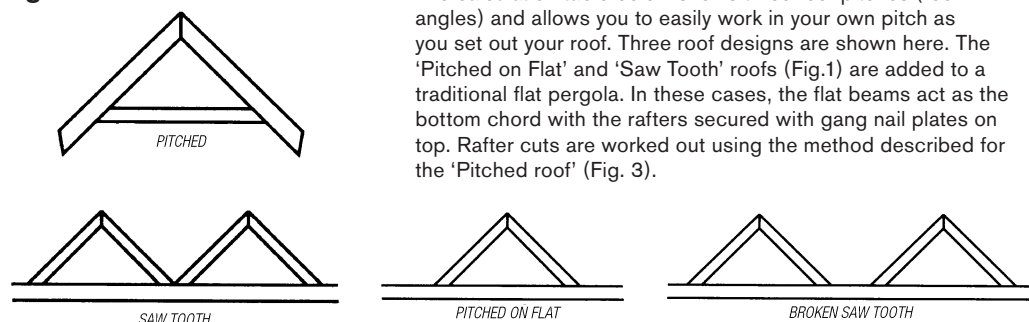 angles) and allows you to easily work in your own pitch as
you set out your roof. Three roof designs are shown here. The
‘Pitched on Flat’ and ‘Saw Tooth’ roofs (Fig.1) are added to a
traditional flat pergola. In these cases, the flat beams act as the
bottom chord with the rafters secured with gang nail plates on
top. Rafter cuts are worked out using the method described for
the ‘Pitched roof’ (Fig. 3).
PITCHED
SAW TOOTH
PITCHED ON FLAT
BROKEN SAW TOOTH